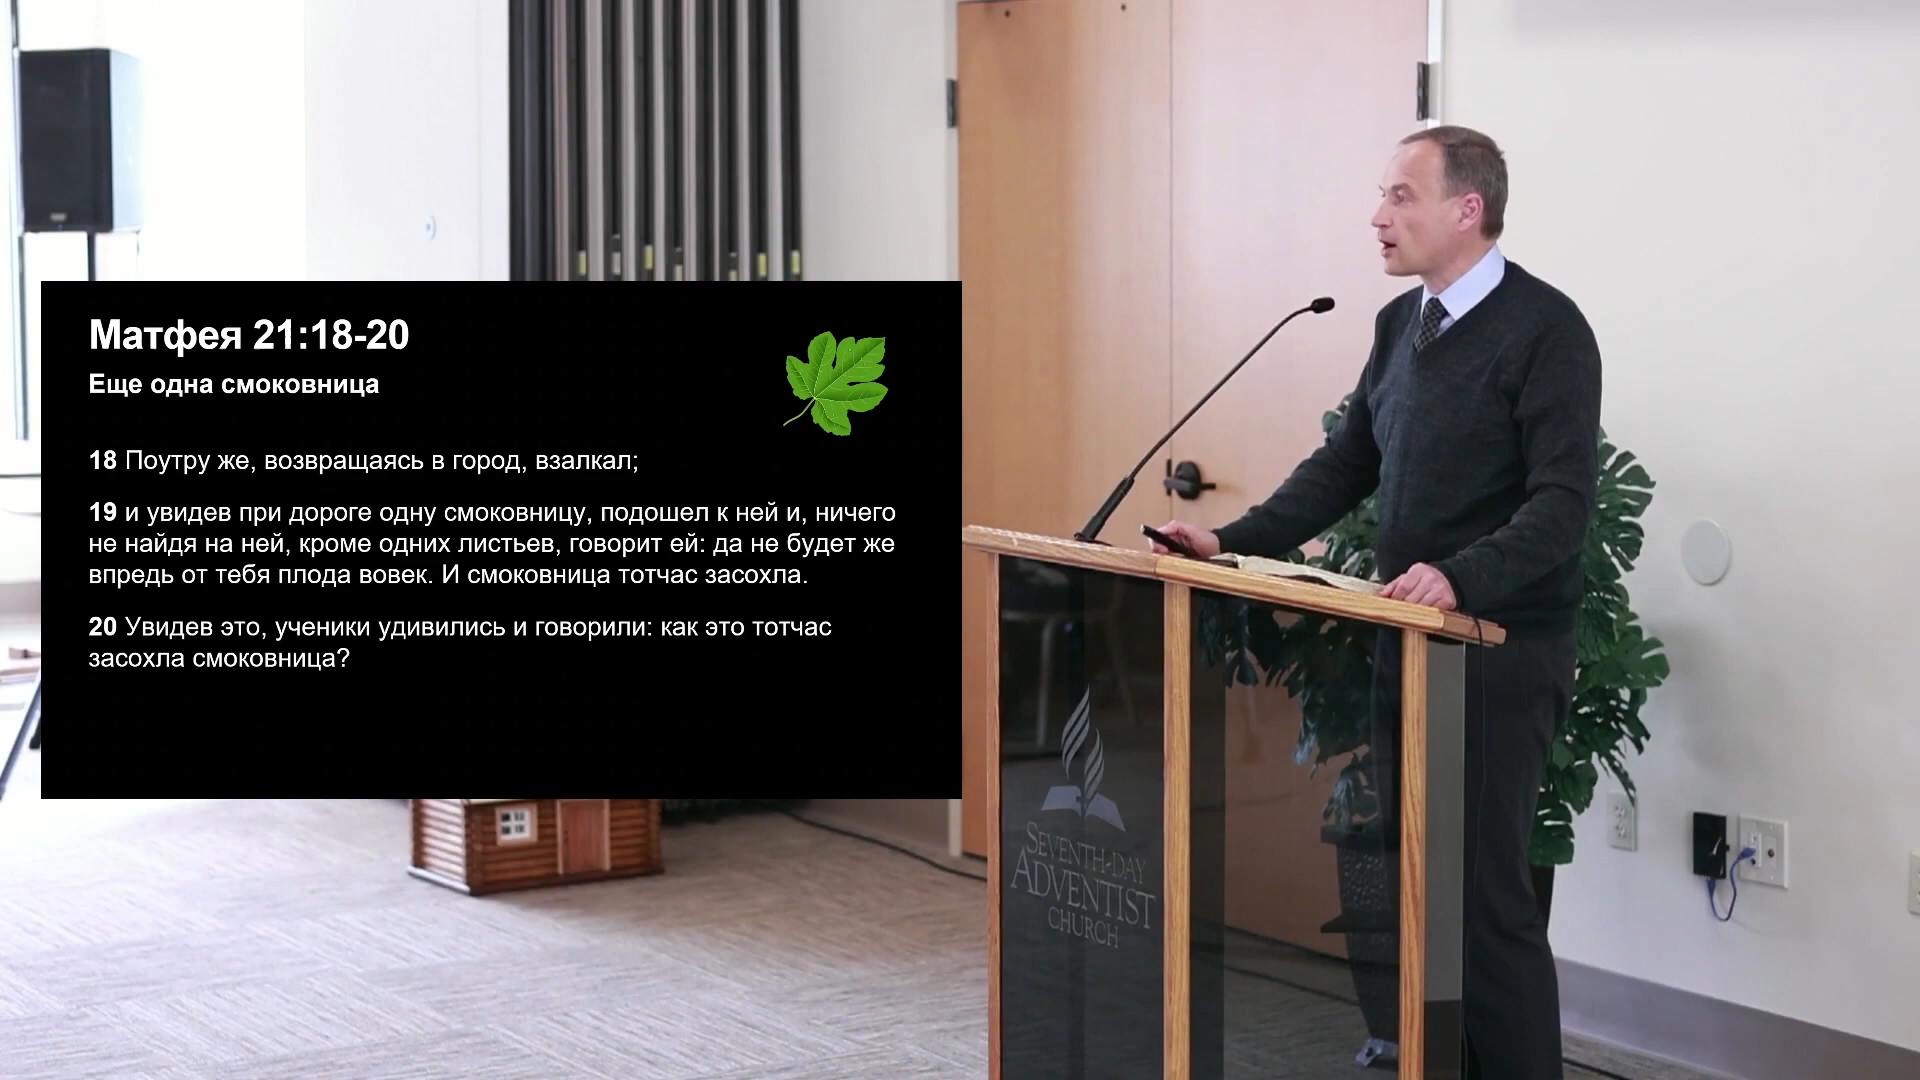 Матфея 21:18-20
Еще одна смоковница
18 Поутру же, возвращаясь в город, взалкал;
19 и увидев при дороге одну смоковницу, подошел к ней и, ничего
не найдя на ней, кроме одних листьев, говорит ей: да не будет же
впредь от тебя плода вовек. И смоковница тотчас засохла.
20 Увидев это, ученики удивились и говорили: как это тотчас
засохла смоковница?
SEVENTH-DAY
ADVENTIST
CHURCH